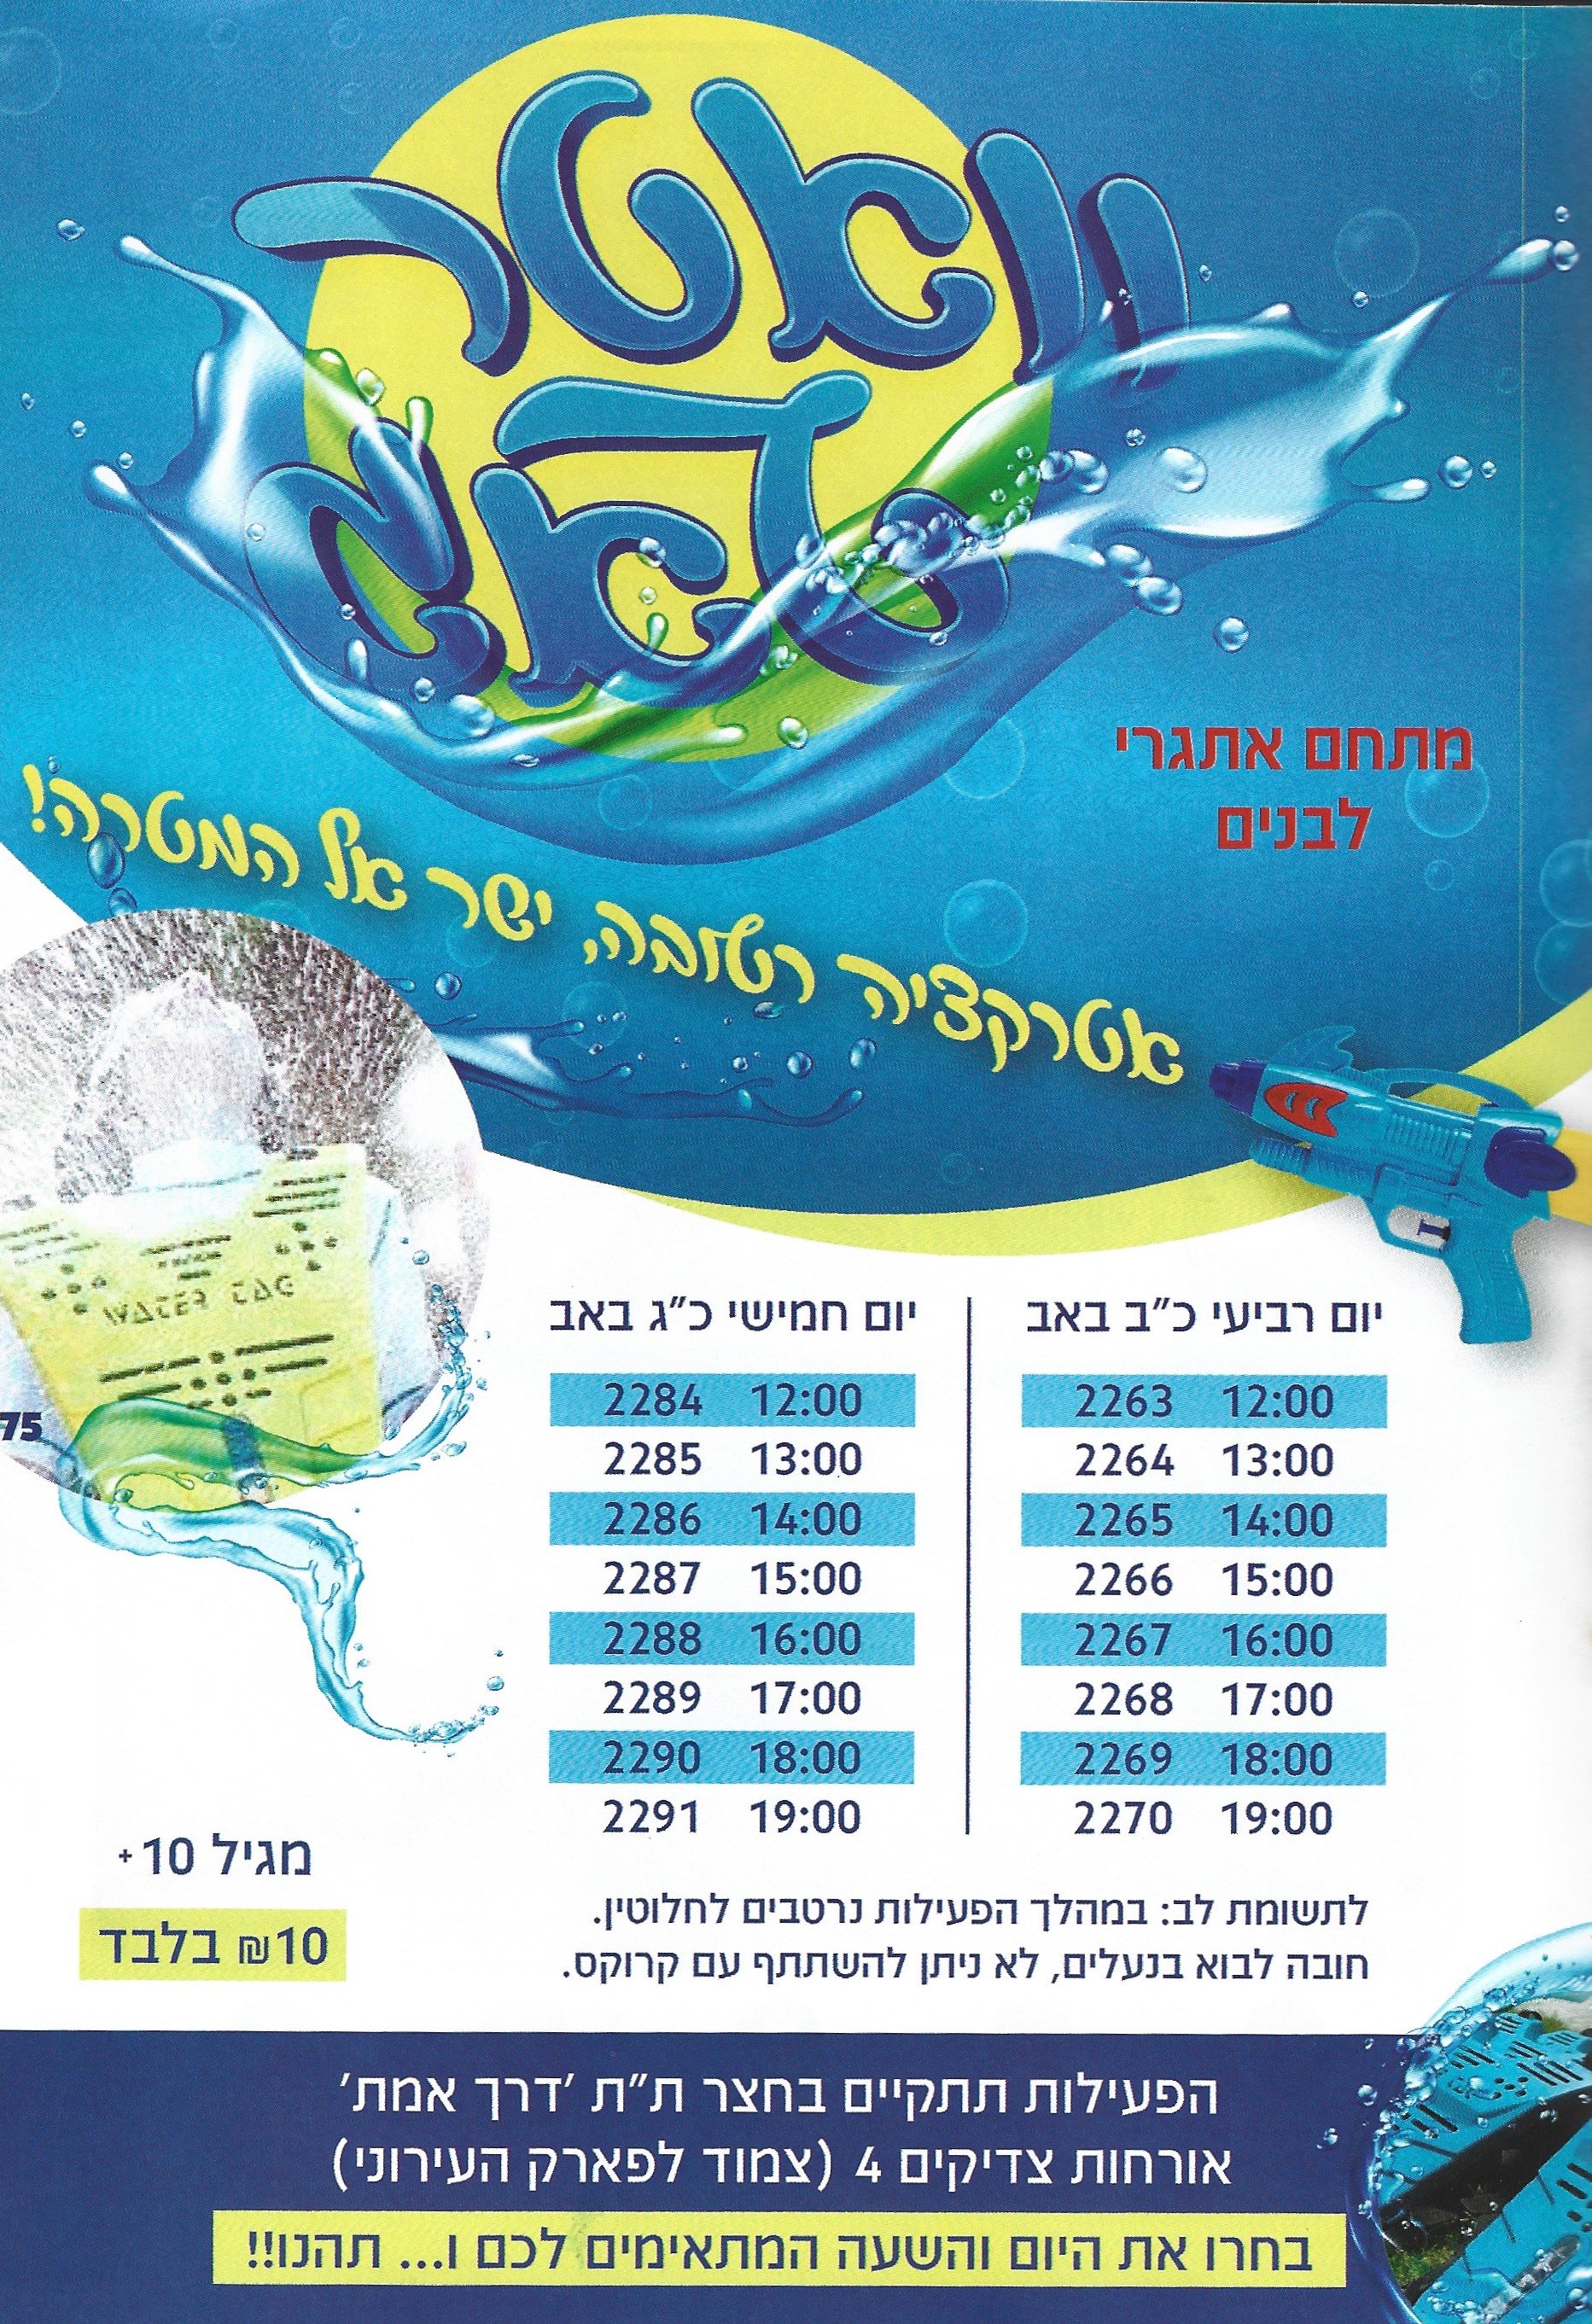 וואטר
טאג
מתחם אתגרי
לבנים
אטרקציה רטובה, ישר אל המטרה!
WATER TAG
75
יום רביעי כ"ב באב
12:00 2263
13:00 2264
14:00 2265
15:00 2266
16:00 2267
17:00 2268
18:00 2269
19:00 2270
יום חמישי כ"ג באב
12:00 2284
13:00 2285
14:00 2286
15:00 2287
16:00 2288
17:00 2289
18:00 2290
19:00 2291
מגיל 10+
10₪ בלבד
לתשומת לב: במהלך הפעילות נרטבים לחלוטין.
חובה לבוא בנעלים, לא ניתן להשתתף עם קרוקס.
הפעילות תתקיים בחצר ת"ת 'דרך אמת'
אורחות צדיקים 4 (צמוד לפארק העירוני)
בחרו את היום והשעה המתאימים לכם ו... תהנו!!